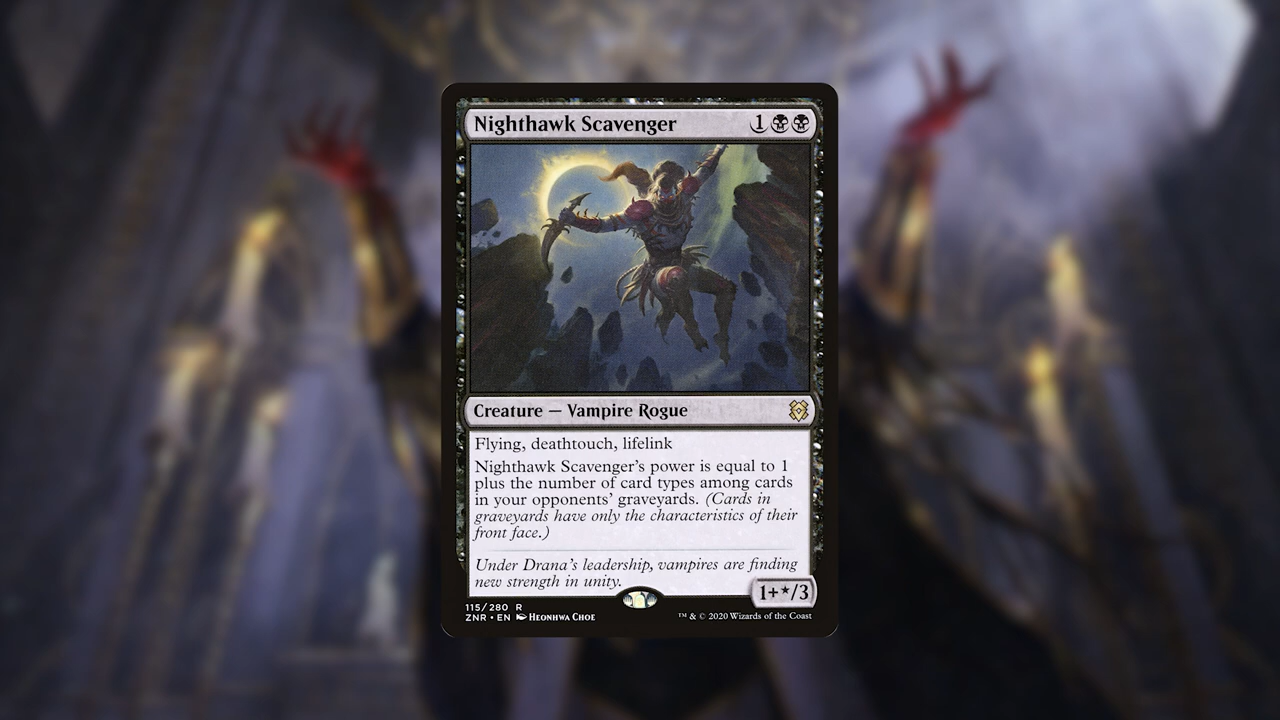 Nighthawk Scavenger 1
Creature — Vampire Rogue
Flying, deathtouch, lifelink
Nighthawk Scavenger's power is equal to 1
plus the number of card types among cards
in your opponents' graveyards. (Cards in
graveyards have only the characteristics of their
front face.)
Under Drana's leadership, vampires are finding
new strength in unity.
1+*/3
115/280 R
ZNR • EN Heonhwa Choe
™ & © 2020 Wizards of the Coast